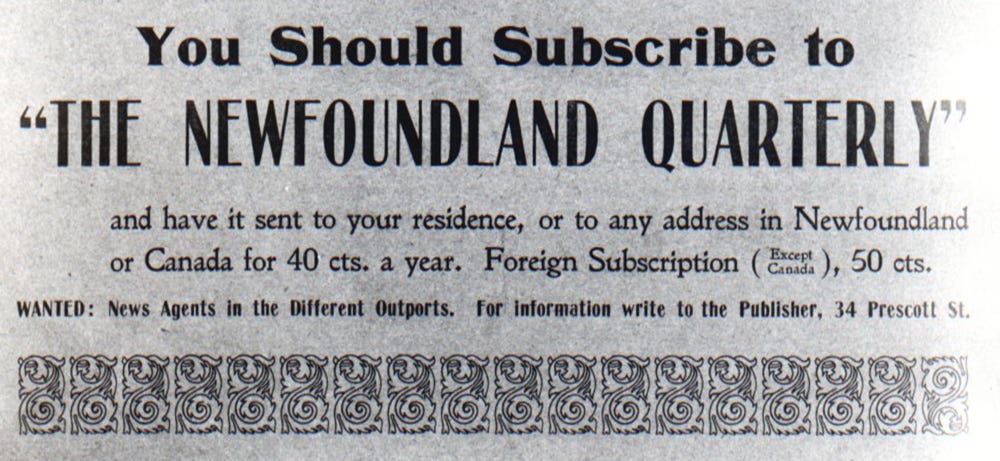 You Should Subscribe to
“THE NEWFOUNDLAND QUARTERLY”
and have it sent to your residence, or to any address in Newfoundland
or Canada for 40 cts. a year. Foreign Subscription (Except Canada), 50 cts.
WANTED: News Agents in the Different Outports. For information write to the Publisher, 34 Prescott St.